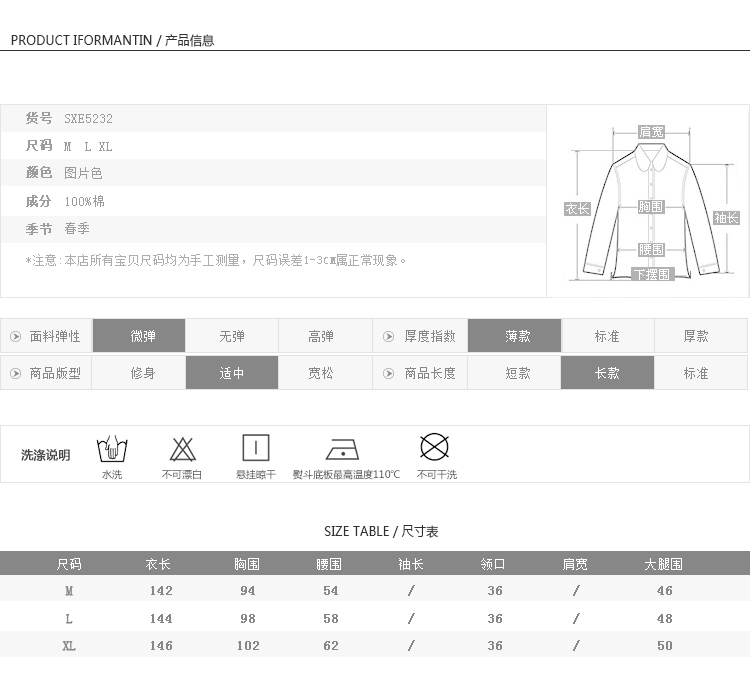 PRODUCT IFORMANTIN / 产品信息
货号 SXE5232
尺码 M L XL
颜色 图片色
成分 100%棉
季节 春季
*注意:本店所有宝贝尺码均为手工测量，尺码误差1-3CM属正常现象。
肩宽
衣长
胸围
袖长
腰围
下摆围
面料弹性 微弹 无弹 高弹 厚度指数 薄款 标准 厚款
商品版型 修身 适中 宽松 商品长度 短款 长款 标准
洗涤说明
水洗 不可漂白 悬挂晾干 熨斗底板最高温度110℃ 不可干洗
SIZE TABLE / 尺寸表
尺码 衣长 胸围 腰围 袖长 领口 肩宽 大腿围
M 142 94 54 / 36 / 46
L 144 98 58 / 36 / 48
XL 146 102 62 / 36 / 50